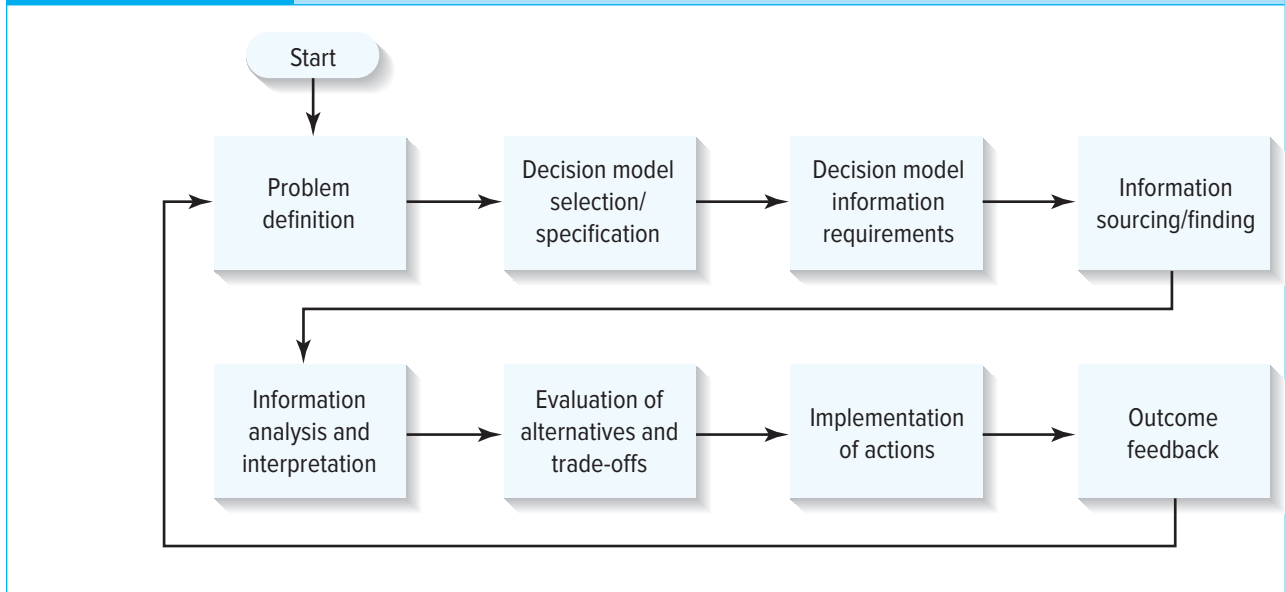 Start
Problem
definition
Decision model
selection/
specification
Decision model
information
requirements
Information
sourcing/finding
Information
analysis and
interpretation
Evaluation of
alternatives and
trade-offs
Implementation
of actions
Outcome
feedback